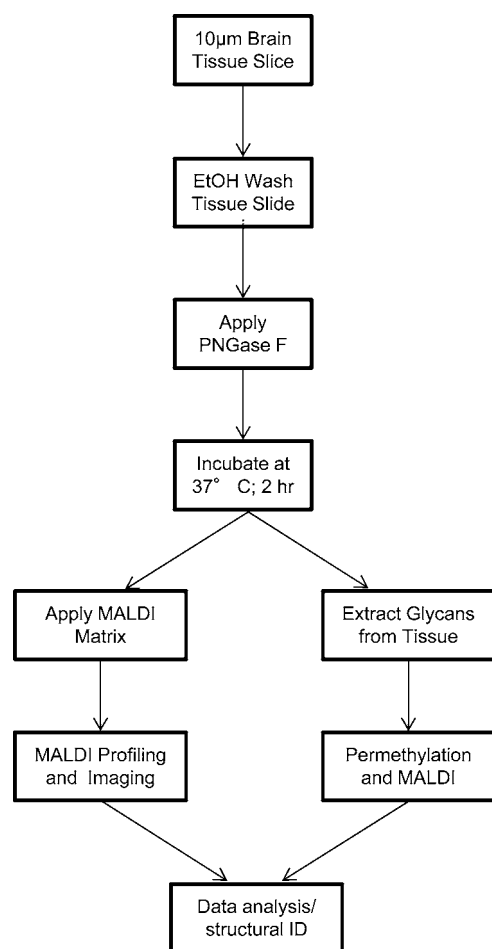 10µm Brain
Tissue Slice
EtOH Wash
Tissue Slide
Apply
PNGase F
Incubate at
37° C; 2 hr
Apply MALDI
Matrix
Extract Glycans
from Tissue
MALDI Profiling
and Imaging
Permethylation
and MALDI
Data analysis/
structural ID